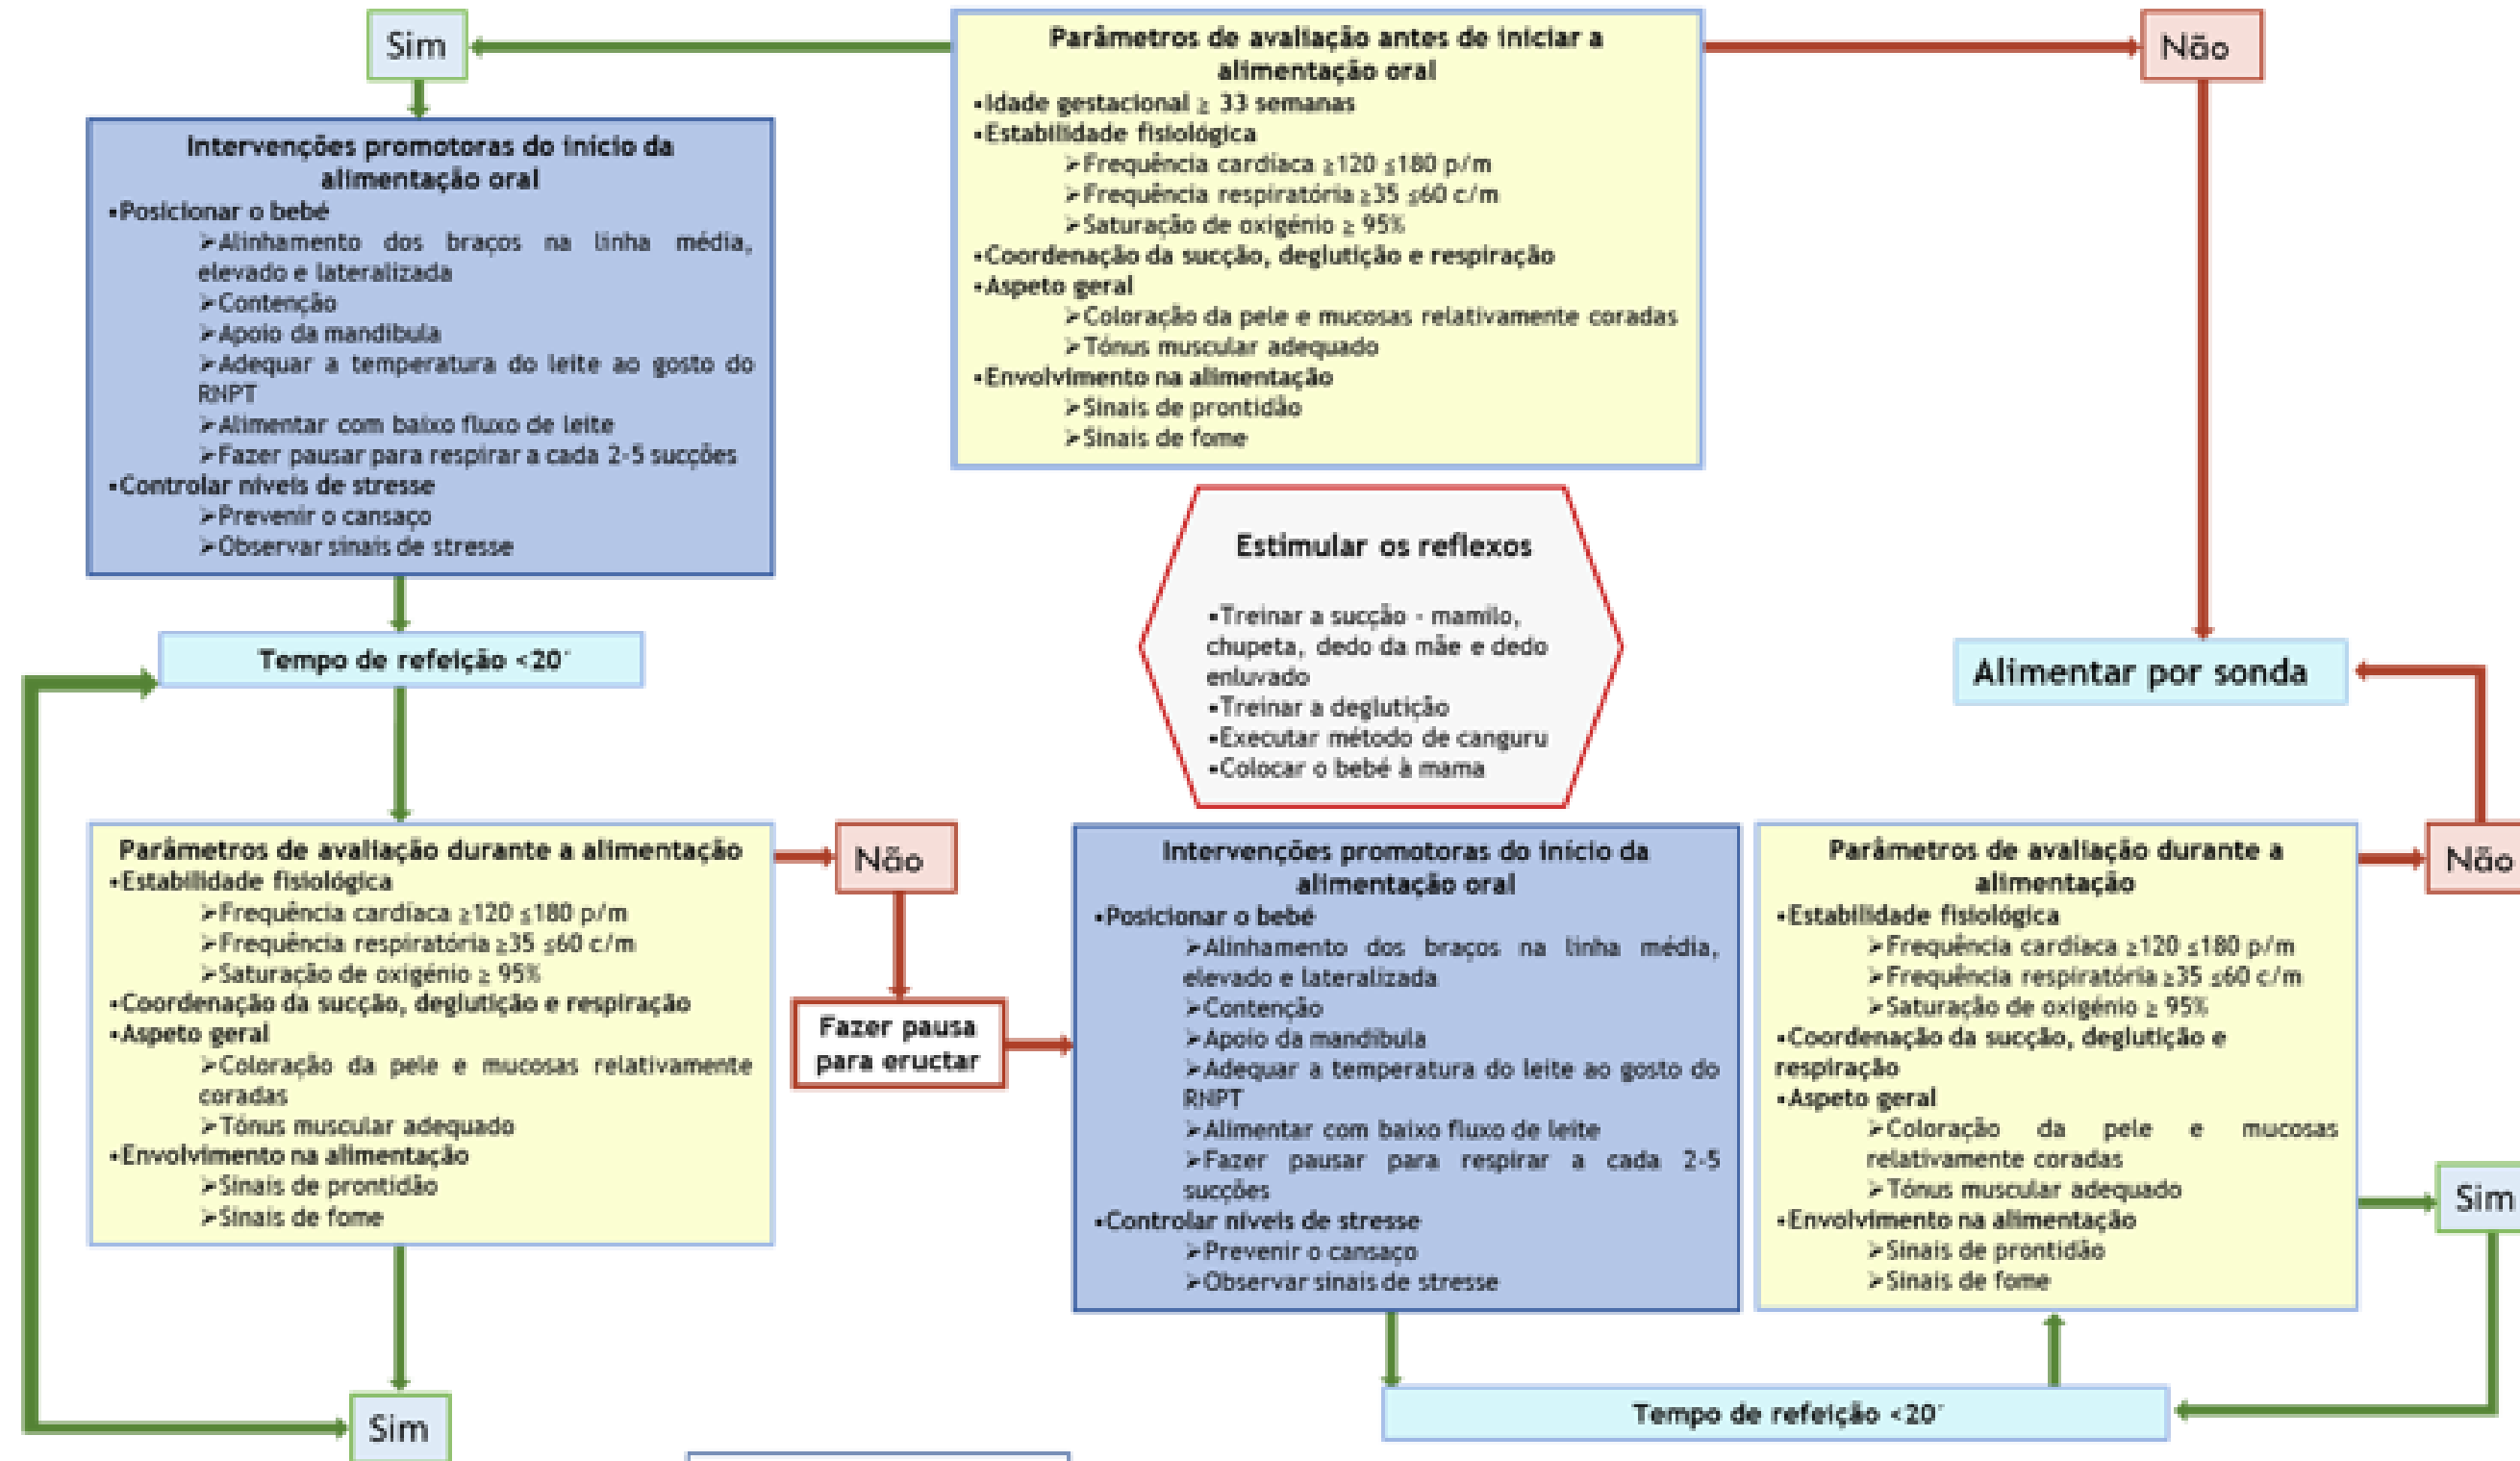 Sim
Parâmetros de avaliação antes de iniciar a
alimentação oral
▪Idade gestacional ≥ 33 semanas
▪Estabilidade fisiológica
➢Frequência cardíaca ≥120 ≤180 p/m
➢Frequência respiratória ≥35 ≤60 c/m
➢Saturação de oxigénio ≥ 95%
▪Coordenação da sucção, deglutição e respiração
▪Aspeto geral
➢Coloração da pele e mucosas relativamente coradas
➢Tónus muscular adequado
▪Envolvimento na alimentação
➢Sinais de prontidão
➢Sinais de fome
Não
Intervenções promotoras do início da
alimentação oral
▪Posicionar o bebé
➢Alinhamento dos braços na linha média,
elevado e lateralizada
➢Contenção
➢Apoio da mandíbula
➢Adequar a temperatura do leite ao gosto do
RNPT
➢Alimentar com baixo fluxo de leite
➢Fazer pausar para respirar a cada 2-5 sucções
▪Controlar níveis de stresse
➢Prevenir o cansaço
➢Observar sinais de stresse
Estimular os reflexos
▪Treinar a sucção - mamilo,
chupeta, dedo da mãe e dedo
enluvado
▪Treinar a deglutição
▪Executar método de canguru
▪Colocar o bebé à mama
Tempo de refeição <20´
Alimentar por sonda
Parâmetros de avaliação durante a alimentação
▪Estabilidade fisiológica
➢Frequência cardíaca ≥120 ≤180 p/m
➢Frequência respiratória ≥35 ≤60 c/m
➢Saturação de oxigénio ≥ 95%
▪Coordenação da sucção, deglutição e respiração
▪Aspeto geral
➢Coloração da pele e mucosas relativamente
coradas
➢Tónus muscular adequado
▪Envolvimento na alimentação
➢Sinais de prontidão
➢Sinais de fome
Não
Fazer pausa
para eructar
Intervenções promotoras do início da
alimentação oral
▪Posicionar o bebé
➢Alinhamento dos braços na linha média,
elevado e lateralizada
➢Contenção
➢Apoio da mandíbula
➢Adequar a temperatura do leite ao gosto do
RNPT
➢Alimentar com baixo fluxo de leite
➢Fazer pausar para respirar a cada 2-5
sucções
▪Controlar níveis de stresse
➢Prevenir o cansaço
➢Observar sinais de stresse
Parâmetros de avaliação durante a
alimentação
▪Estabilidade fisiológica
➢Frequência cardíaca ≥120 ≤180 p/m
➢Frequência respiratória ≥35 ≤60 c/m
➢Saturação de oxigénio ≥ 95%
▪Coordenação da sucção, deglutição e
respiração
▪Aspeto geral
➢Coloração da pele e mucosas
relativamente coradas
➢Tónus muscular adequado
▪Envolvimento na alimentação
➢Sinais de prontidão
➢Sinais de fome
Não
Sim
Sim
Tempo de refeição <20´